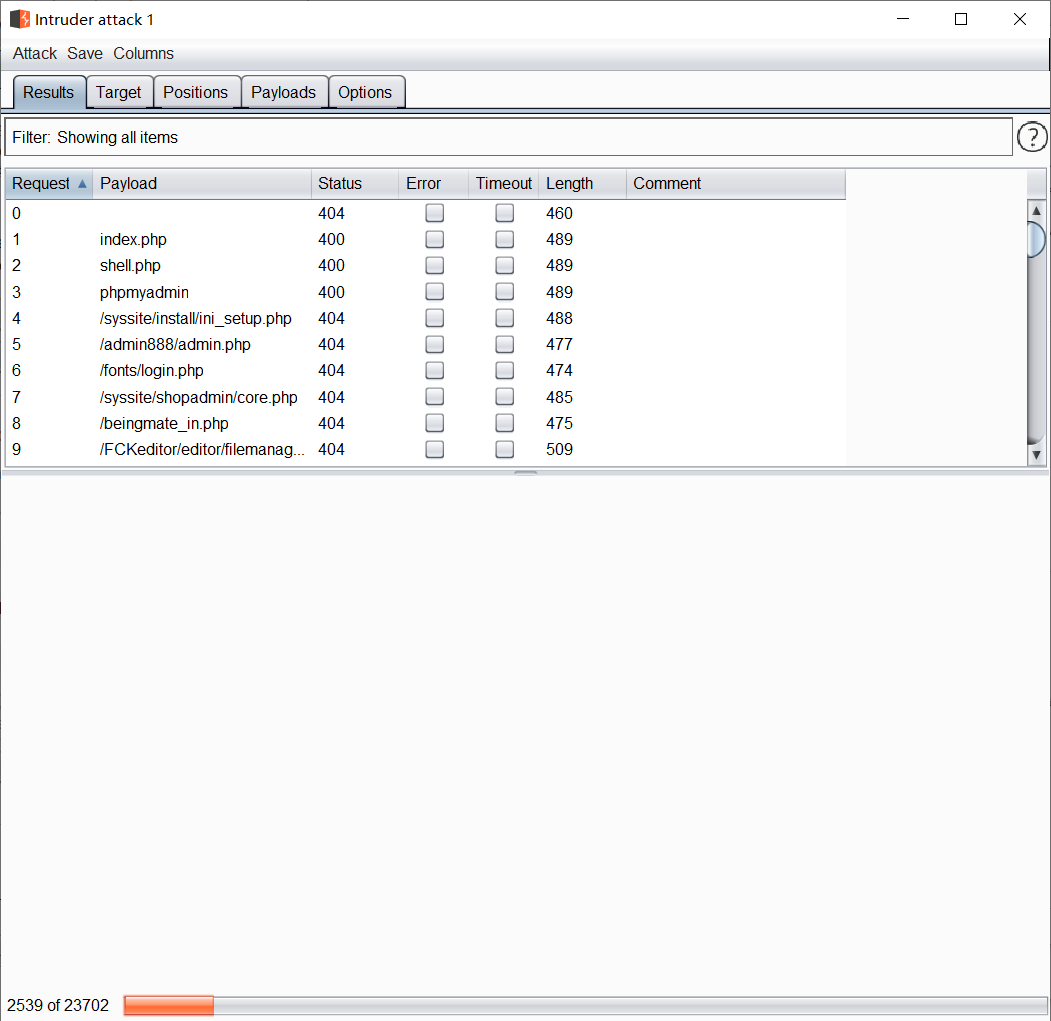 Intruder attack 1
Attack Save Columns
Results Target Positions Payloads Options
Filter: Showing all items ?
Request Payload Status Error Timeout Length Comment
0 404 460
1 index.php 400 489
2 shell.php 400 489
3 phpmyadmin 400 489
4 /syssite/install/ini_setup.php 404 488
5 /admin888/admin.php 404 477
6 /fonts/login.php 404 474
7 /syssite/shopadmin/core.php 404 485
8 /beingmate_in.php 404 475
9 /FCKeditor/editor/filemanag... 404 509
2539 of 23702